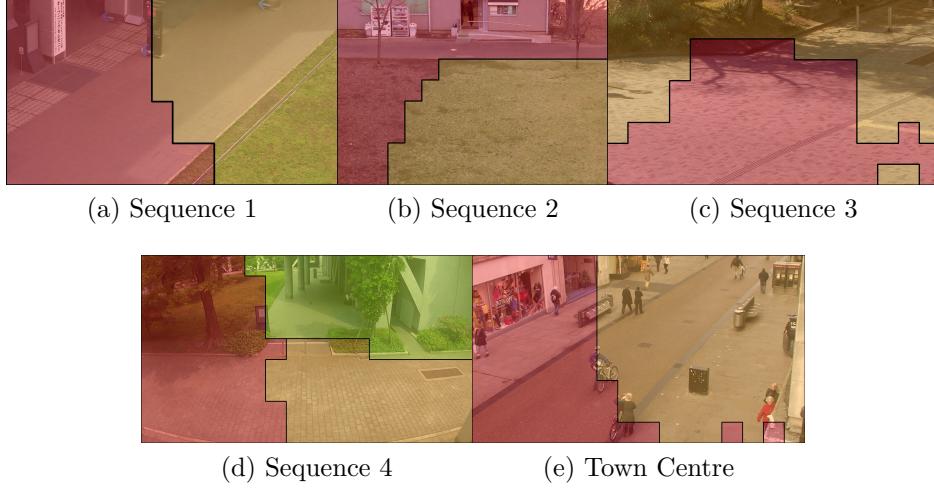 (a) Sequence 1
(b) Sequence 2
(c) Sequence 3
(d) Sequence 4
(e) Town Centre